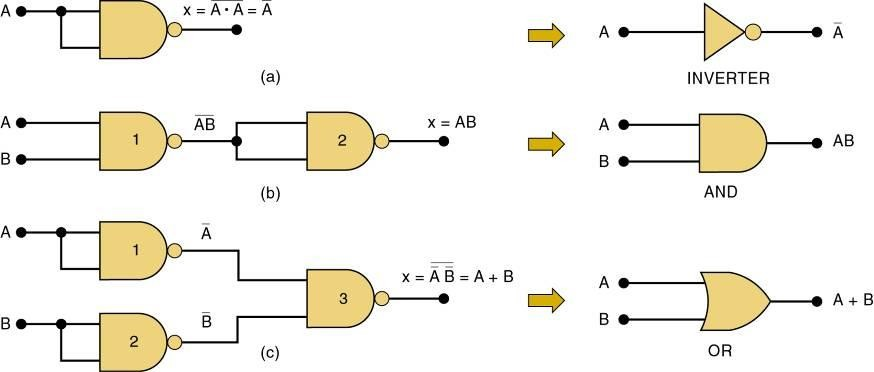 A
x = A̅ ̅•̅ ̅A̅ = A̅
(a)
A
A̅
INVERTER
A
B
1
A̅B̅
2
x = AB
(b)
A
B
AB
AND
A
1
A̅
B
2
B̅
3
x = A̿ ̅B̿ = A + B
(c)
A
B
A + B
OR